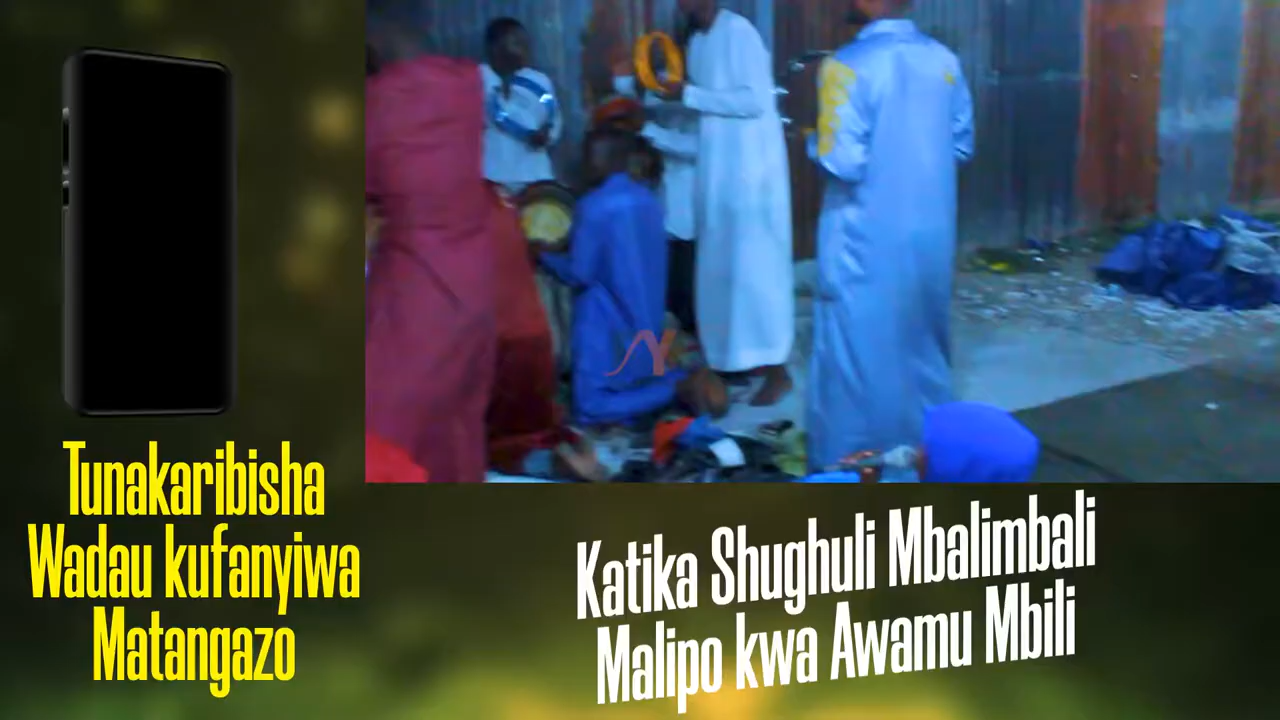 Tunakaribisha
Wadau kufanyiwa
Matangazo
Katika Shughuli Mbalimbali
Malipo kwa Awamu Mbili